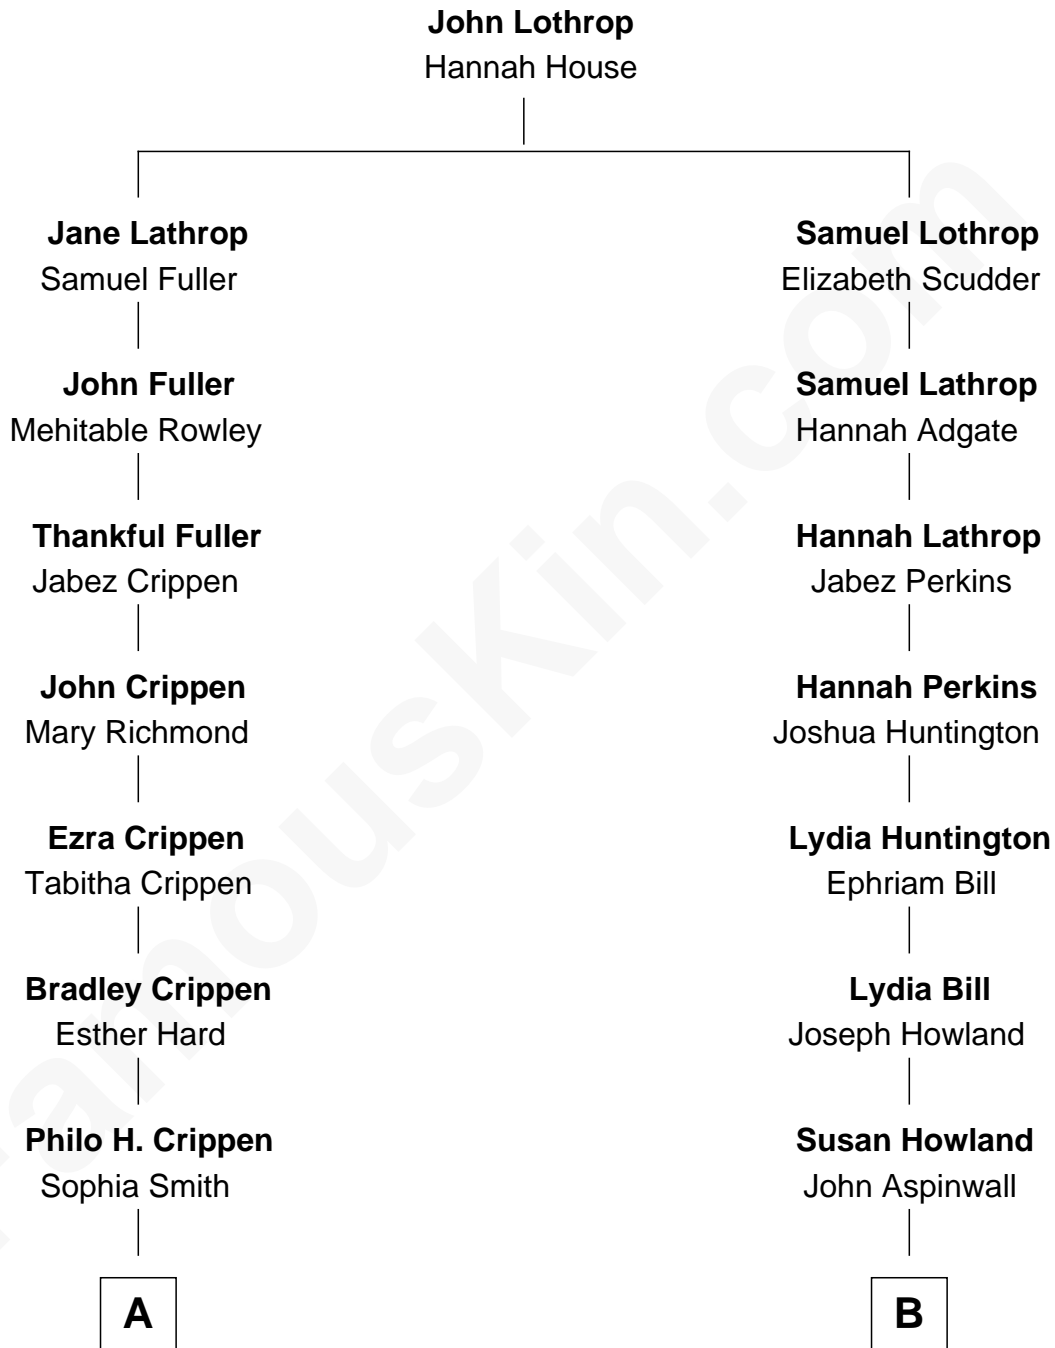 John Lothrop
Hannah House
Jane Lathrop
Samuel Fuller
John Fuller
Mehitable Rowley
Thankful Fuller
Jabez Crippen
John Crippen
Mary Richmond
Ezra Crippen
Tabitha Crippen
Bradley Crippen
Esther Hard
Philo H. Crippen
Sophia Smith
A
Samuel Lothrop
Elizabeth Scudder
Samuel Lathrop
Hannah Adgate
Hannah Lathrop
Jabez Perkins
Hannah Perkins
Joshua Huntington
Lydia Huntington
Ephriam Bill
Lydia Bill
Joseph Howland
Susan Howland
John Aspinwall
B
FamousKin.com